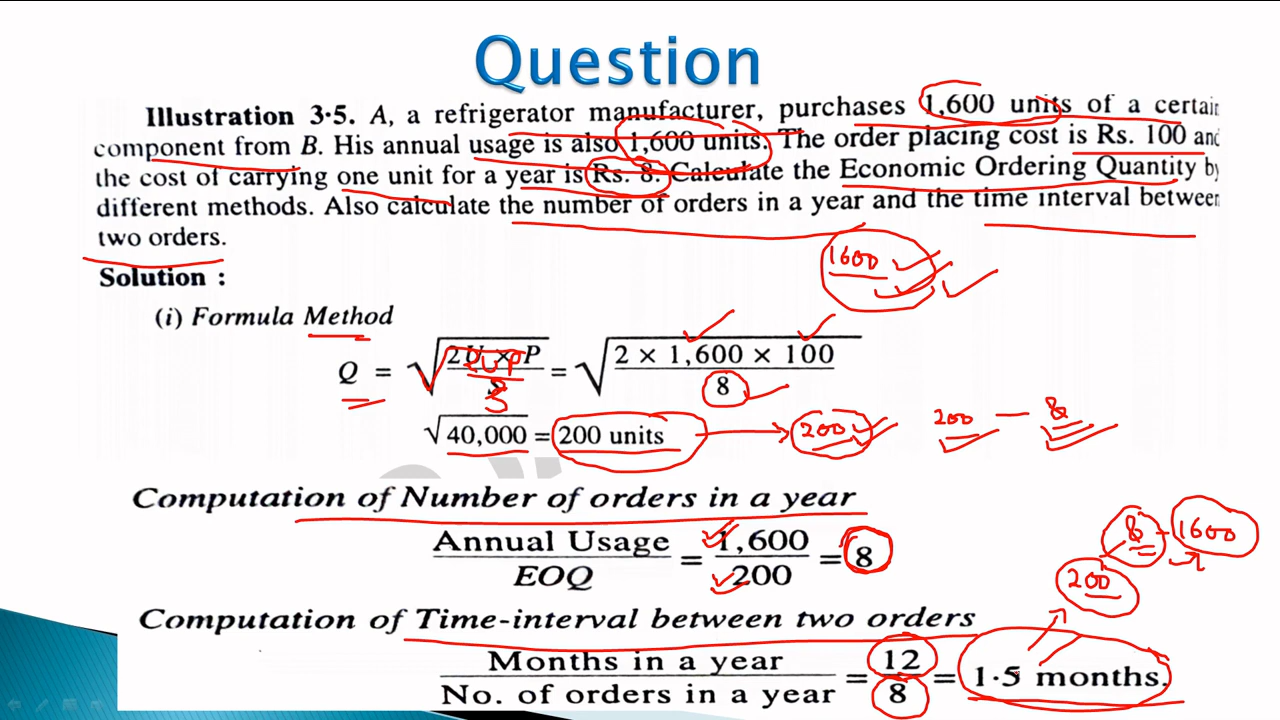 Question
Illustration 3·5. A, a refrigerator manufacturer, purchases 1,600 units of a certain
component from B. His annual usage is also 1,600 units. The order placing cost is Rs. 100 and
the cost of carrying one unit for a year is Rs. 8. Calculate the Economic Ordering Quantity by
different methods. Also calculate the number of orders in a year and the time interval between
two orders.
1600
Solution :
(i) Formula Method
Q = √ 2U × P / S = √ 2 × 1,600 × 100 / 8
2UP
S
√40,000 = 200 units
200
200 — 8
Computation of Number of orders in a year
Annual Usage / EOQ = 1,600 / 200 = 8
8 - 1600
200
Computation of Time-interval between two orders
Months in a year / No. of orders in a year = 12 / 8 = 1·5 months.